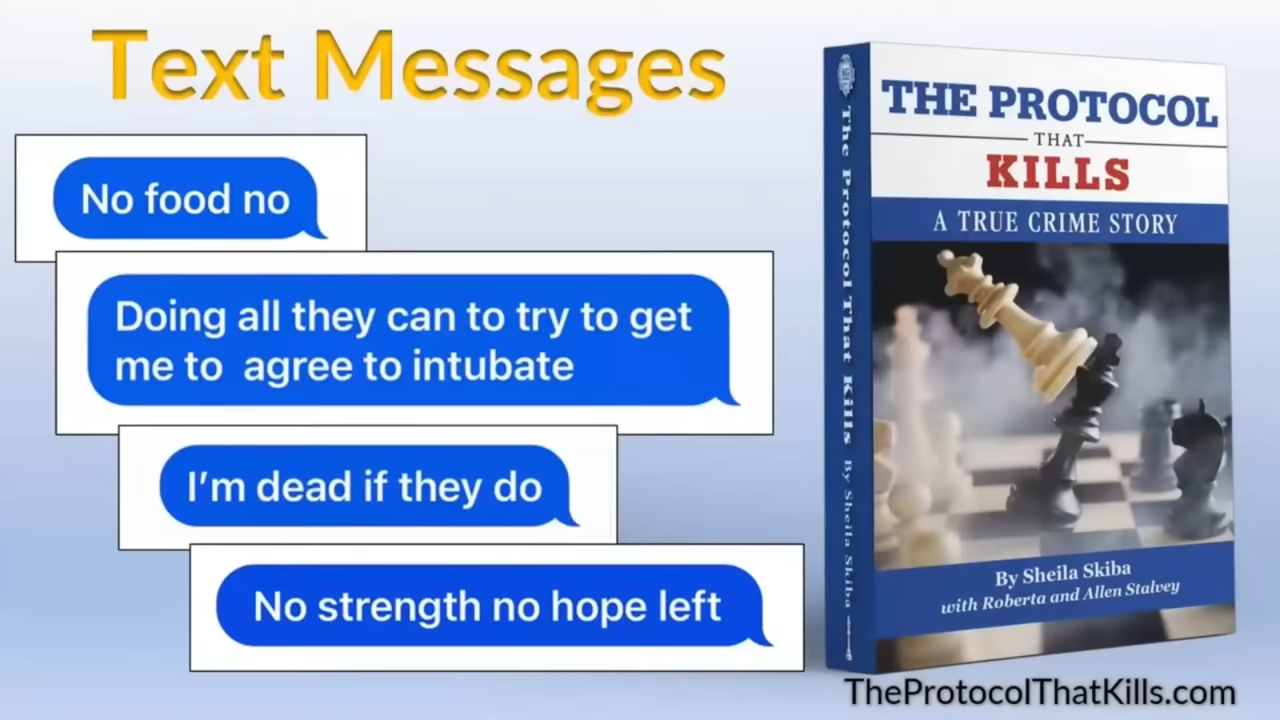 Text Messages
No food no
Doing all they can to try to get
me to agree to intubate
I'm dead if they do
No strength no hope left
The Protocol That Kills By Sheila Skiba
THE PROTOCOL
THAT
KILLS
A TRUE CRIME STORY
By Sheila Skiba
with Roberta and Allen Stalvey
TheProtocolThatKills.com